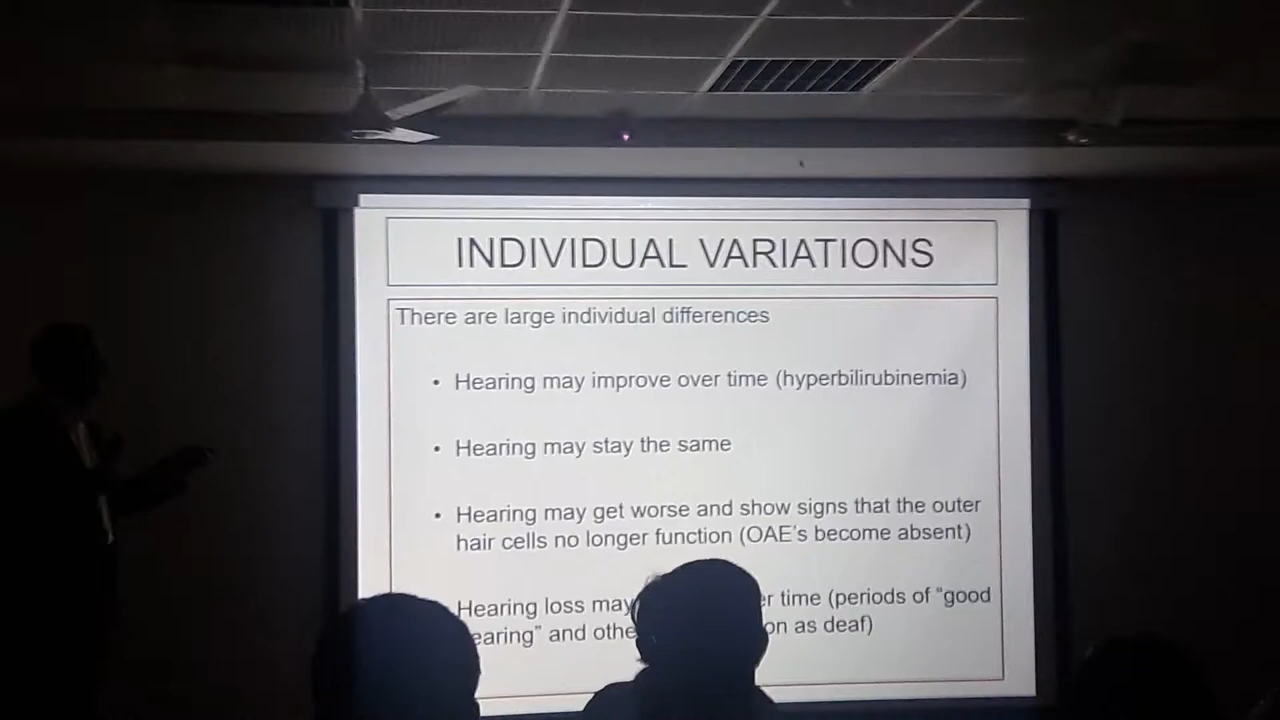 INDIVIDUAL VARIATIONS
There are large individual differences
• Hearing may improve over time (hyperbilirubinemia)
• Hearing may stay the same
• Hearing may get worse and show signs that the outer
hair cells no longer function (OAE's become absent)
Hearing loss may time (periods of "good
earing" and on as deaf)